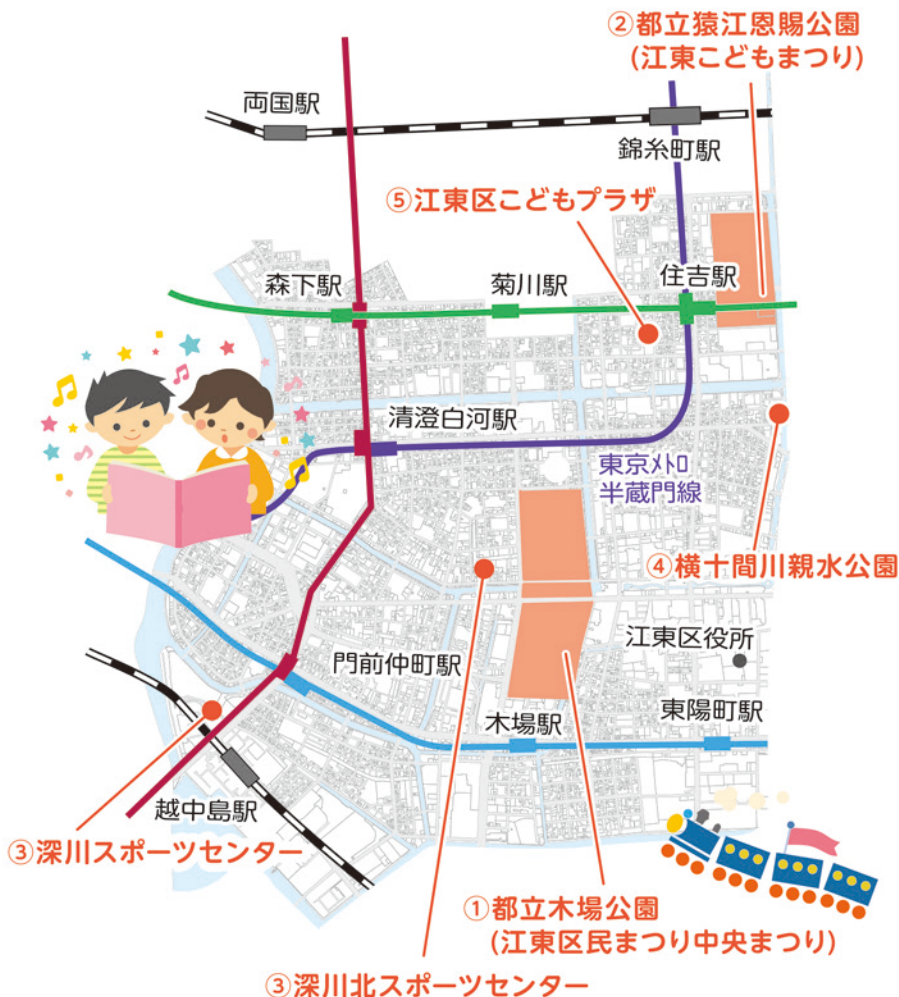 ②都立猿江恩賜公園
(江東こどもまつり)
両国駅
錦糸町駅
⑤江東区こどもプラザ
森下駅
菊川駅
住吉駅
清澄白河駅
東京メトロ
半蔵門線
④横十間川親水公園
江東区役所
門前仲町駅
木場駅
東陽町駅
越中島駅
③深川スポーツセンター
①都立木場公園
(江東区民まつり中央まつり)
③深川北スポーツセンター